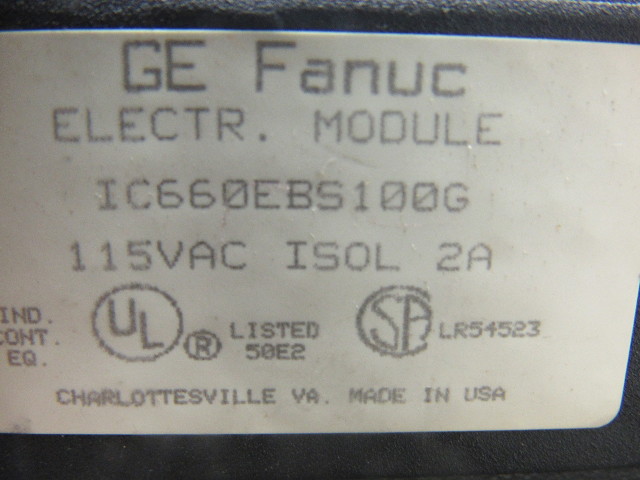 GE Fanuc
ELECTR. MODULE
IC660EBS100G
115VAC ISOL 2A
IND.
CONT.
EQ.
UL ® LISTED
50E2
SA LR54523
CHARLOTTESVILLE VA. MADE IN USA